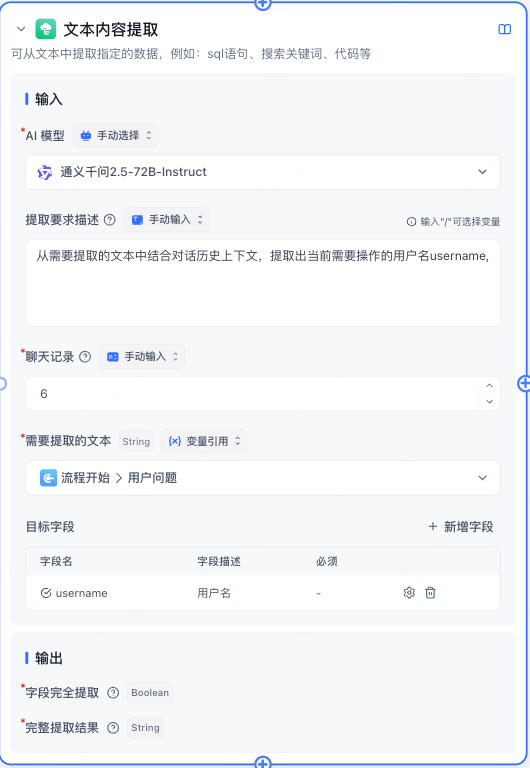 文本内容提取
可从文本中提取指定的数据，例如：sql语句、搜索关键词、代码等
输入
*AI 模型 手动选择
通义千问2.5-72B-Instruct
提取要求描述 手动输入 输入"/"可选择变量
从需要提取的文本中结合对话历史上下文，提取出当前需要操作的用户名username,
*聊天记录 手动输入
6
*需要提取的文本 String 变量引用
流程开始 > 用户问题
目标字段 + 新增字段
字段名 字段描述 必须
username 用户名 -
输出
*字段完全提取 Boolean
*完整提取结果 String